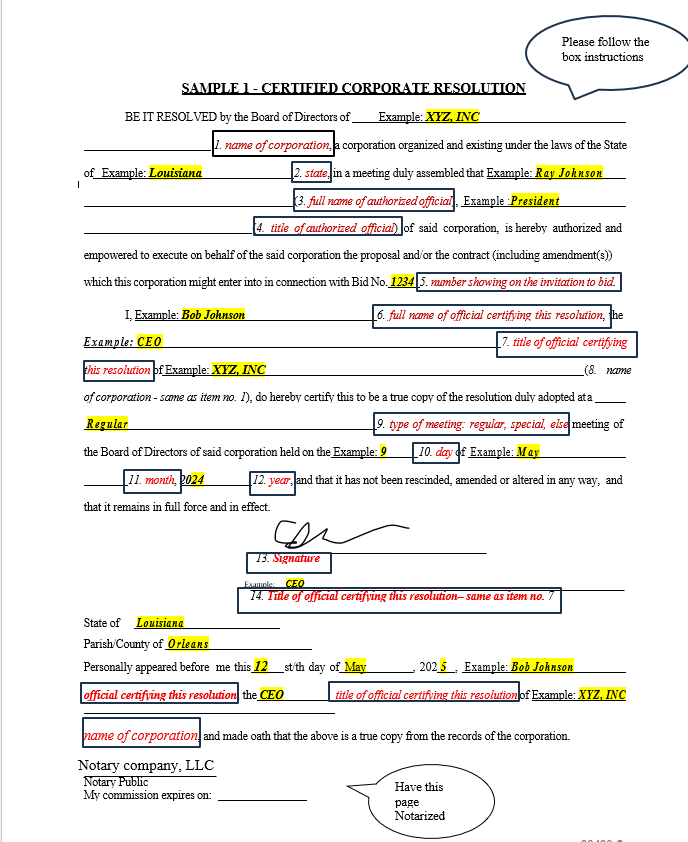 Please follow the
box instructions
SAMPLE 1 - CERTIFIED CORPORATE RESOLUTION
BE IT RESOLVED by the Board of Directors of ____ Example: XYZ, INC
1. name of corporation, a corporation organized and existing under the laws of the State
of Example: Louisiana 2. state, in a meeting duly assembled that Example: Ray Johnson
(3. full name of authorized official), Example :President
(4. title of authorized official) of said corporation, is hereby authorized and
empowered to execute on behalf of the said corporation the proposal and/or the contract (including amendment(s))
which this corporation might enter into in connection with Bid No. 1234 5. number showing on the invitation to bid.
I, Example: Bob Johnson 6. full name of official certifying this resolution, the
Example: CEO 7. title of official certifying
this resolution of Example: XYZ, INC (8. name
of corporation - same as item no. 1), do hereby certify this to be a true copy of the resolution duly adopted at a _____
Regular 9. type of meeting: regular, special, else meeting of
the Board of Directors of said corporation held on the Example: 9 10. day of Example: May
11. month, 2024 12. year, and that it has not been rescinded, amended or altered in any way, and
that it remains in full force and in effect.
13. Signature
Example: CEO
14. Title of official certifying this resolution– same as item no. 7
State of Louisiana
Parish/County of Orleans
Personally appeared before me this 12 st/th day of May , 2025 , Example: Bob Johnson
official certifying this resolution, the CEO title of official certifying this resolution of Example: XYZ, INC
name of corporation, and made oath that the above is a true copy from the records of the corporation.
Notary company, LLC
Notary Public
My commission expires on:
Have this
page
Notarized